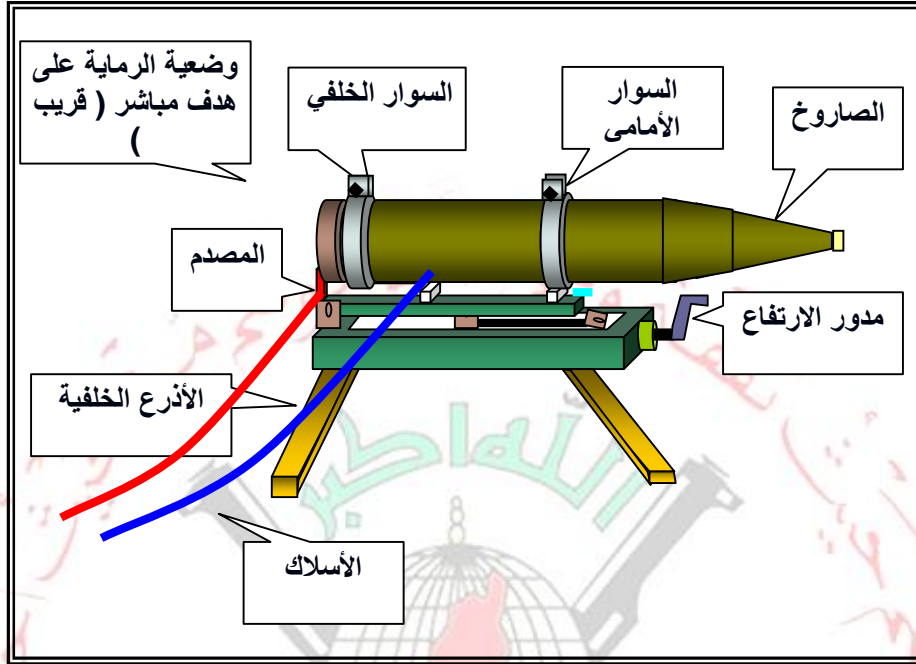 وضعية الرماية على
هدف مباشر ( قريب
)
السوار الخلفي
السوار
الأمامى
الصاروخ
المصدم
مدور الارتفاع
الأذرع الخلفية
الأسلاك